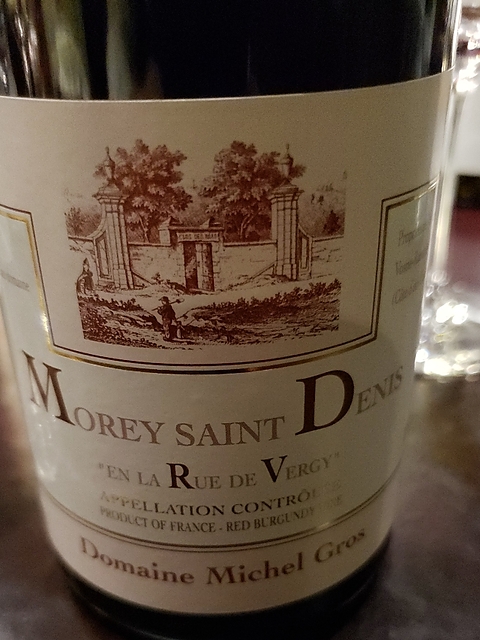 MOREY SAINT DENIS
"EN LA RUE DE VERGY"
APPELLATION CONTRÔLÉE
PRODUCT OF FRANCE - RED BURGUNDY WINE
Domaine Michel Gros